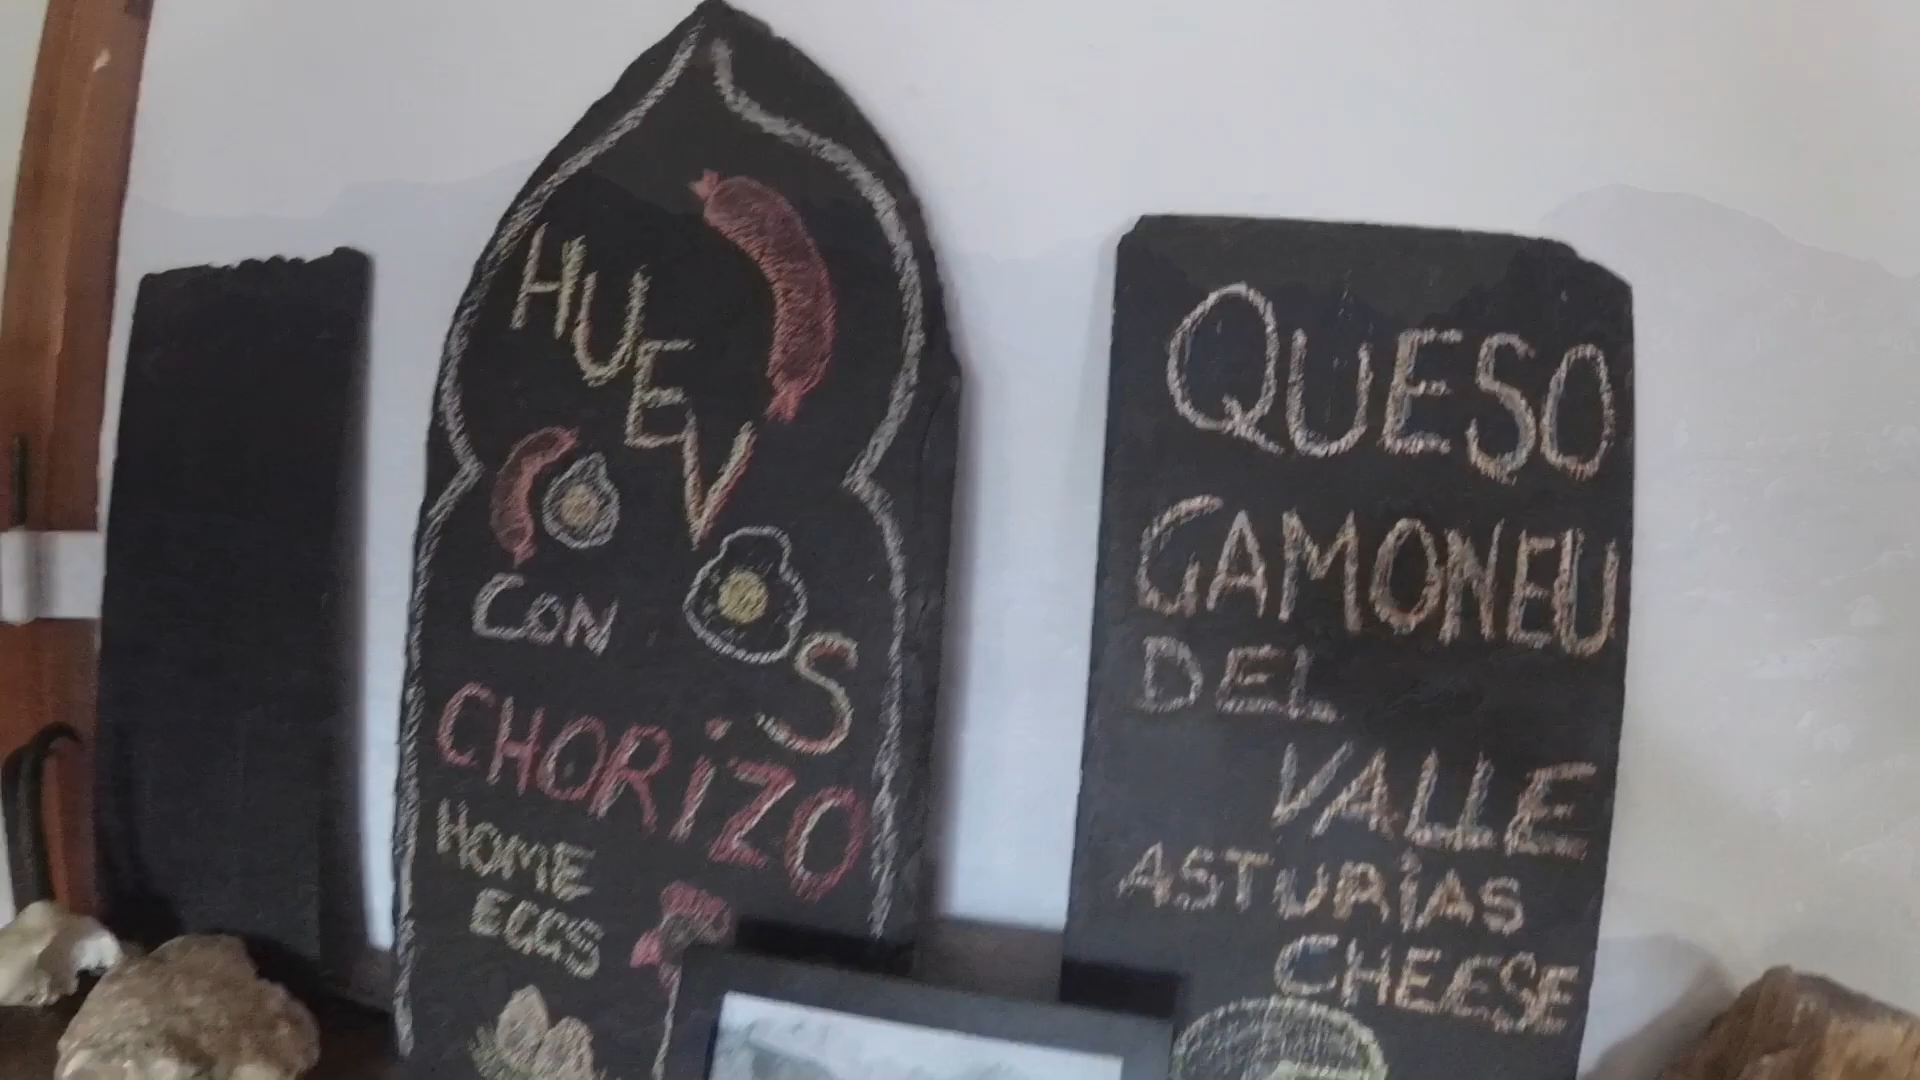 HUEVOS
CON
CHORiZO
HOME
EGGS
QUESO
GAMONEU
DEL
VALLE
ASTURiAS
CHEESE